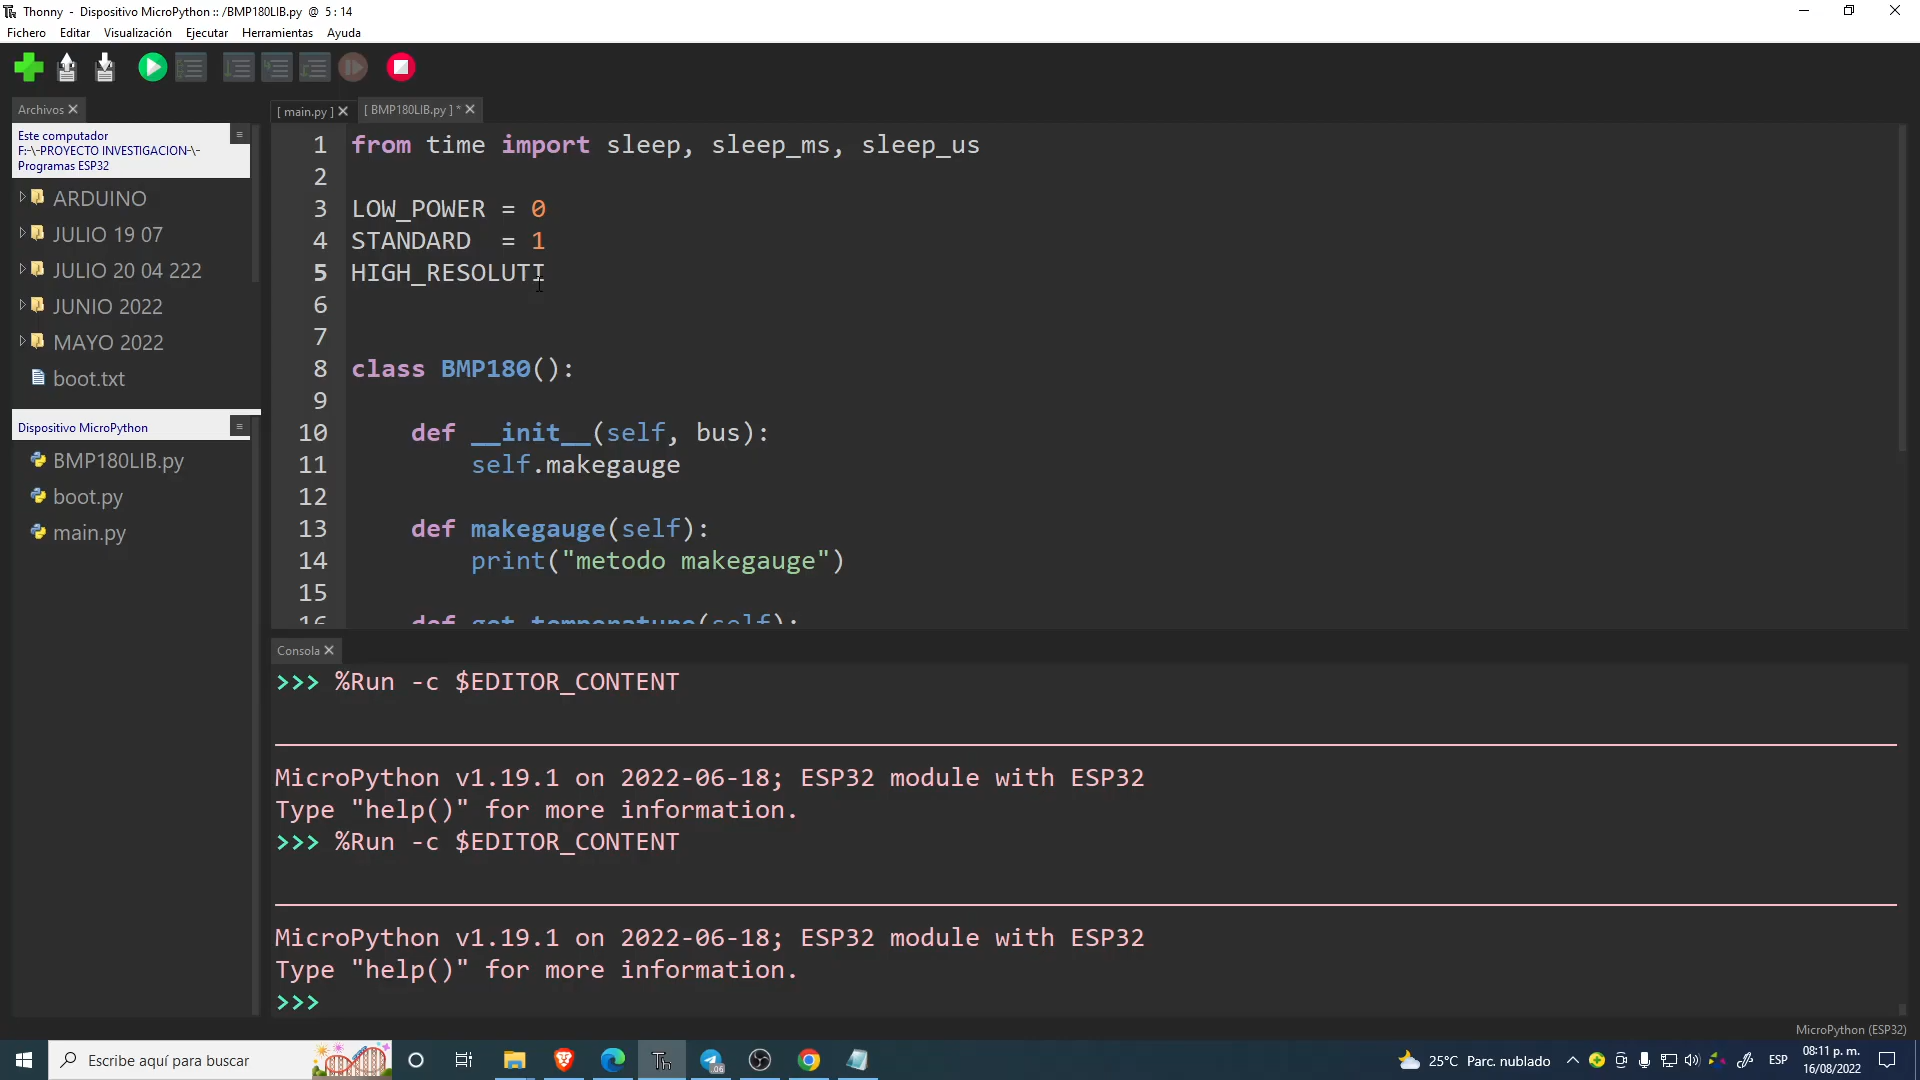 Thonny - Dispositivo MicroPython :: /BMP180LIB.py @ 5 : 14
Fichero Editar Visualización Ejecutar Herramientas Ayuda
Archivos
[ main.py ] [ BMP180LIB.py ] *
Este computador
F:-\-PROYECTO INVESTIGACION-\-
Programas ESP32
ARDUINO
JULIO 19 07
JULIO 20 04 222
JUNIO 2022
MAYO 2022
boot.txt
Dispositivo MicroPython
BMP180LIB.py
boot.py
main.py
1 from time import sleep, sleep_ms, sleep_us
2
3 LOW_POWER = 0
4 STANDARD  = 1
5 HIGH_RESOLUTI
6
7
8 class BMP180():
9
10     def __init__(self, bus):
11         self.makegauge
12
13     def makegauge(self):
14         print("metodo makegauge")
15
16     def get_temperature(self):
Consola
>>> %Run -c $EDITOR_CONTENT
MicroPython v1.19.1 on 2022-06-18; ESP32 module with ESP32
Type "help()" for more information.
>>> %Run -c $EDITOR_CONTENT
MicroPython v1.19.1 on 2022-06-18; ESP32 module with ESP32
Type "help()" for more information.
>>>
MicroPython (ESP32)
Escribe aquí para buscar
Th
.06
25°C Parc. nublado
ESP
08:11 p. m.
16/08/2022